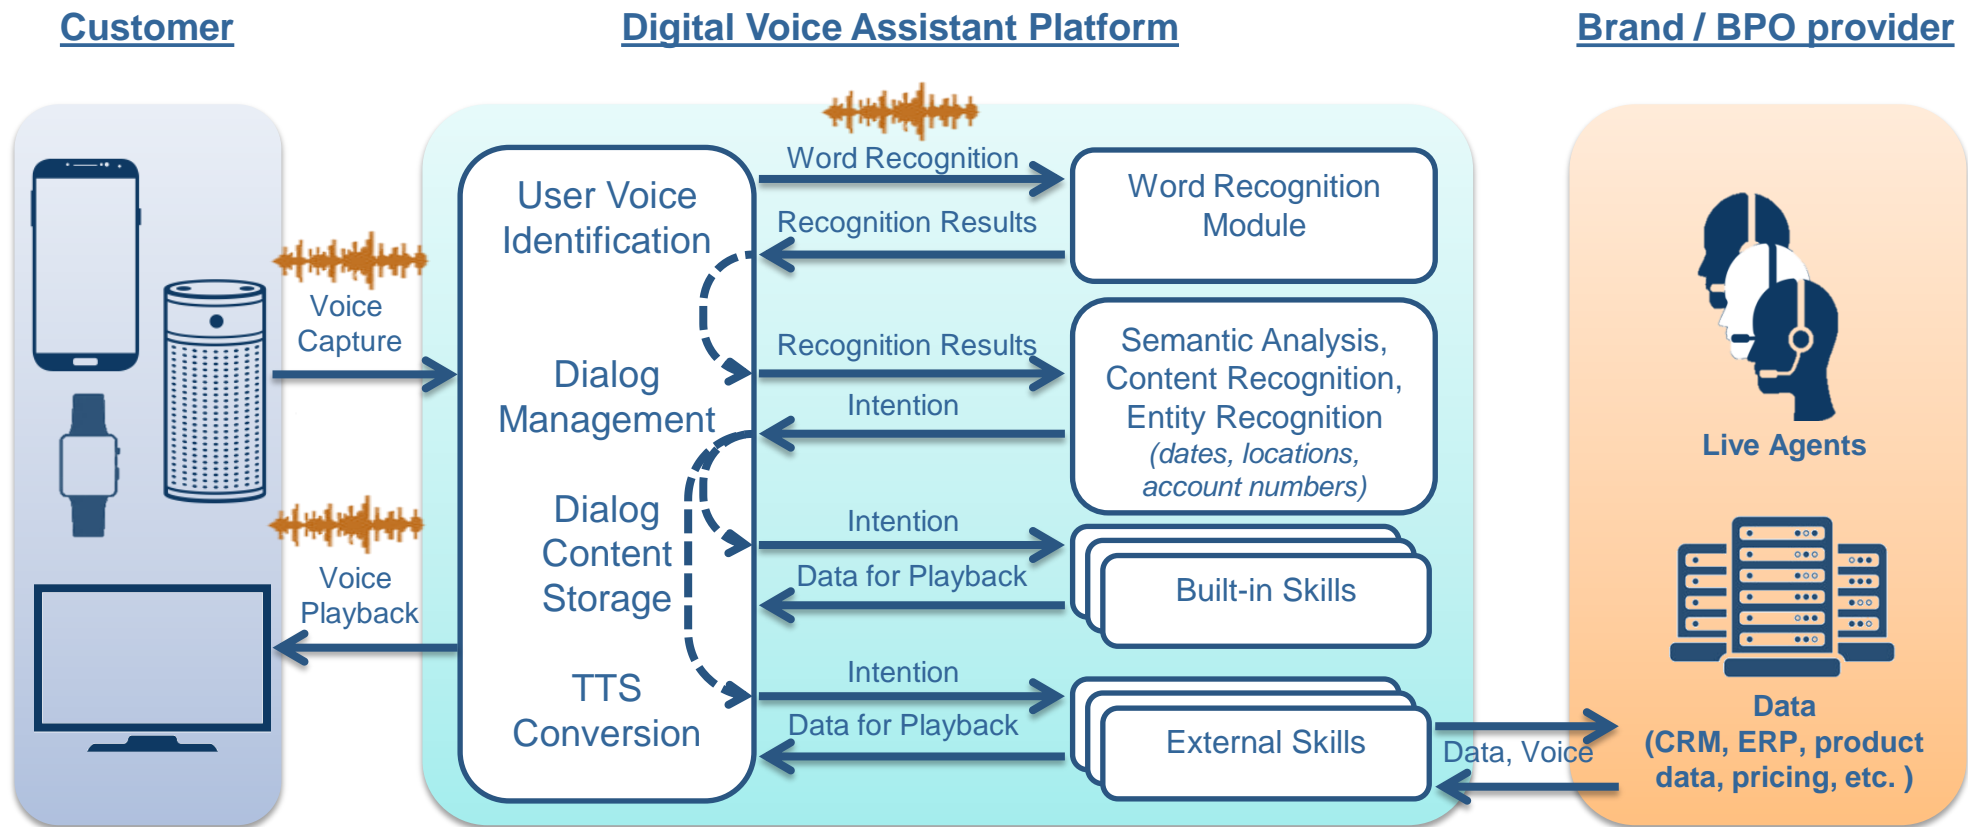 Customer
Digital Voice Assistant Platform
Brand / BPO provider
Voice
Capture
Voice
Playback
User Voice
Identification
Dialog
Management
Dialog
Content
Storage
TTS
Conversion
Word Recognition
Recognition Results
Recognition Results
Intention
Intention
Data for Playback
Intention
Data for Playback
Word Recognition
Module
Semantic Analysis,
Content Recognition,
Entity Recognition
(dates, locations,
account numbers)
Built-in Skills
External Skills
Data, Voice
Live Agents
Data
(CRM, ERP, product
data, pricing, etc. )